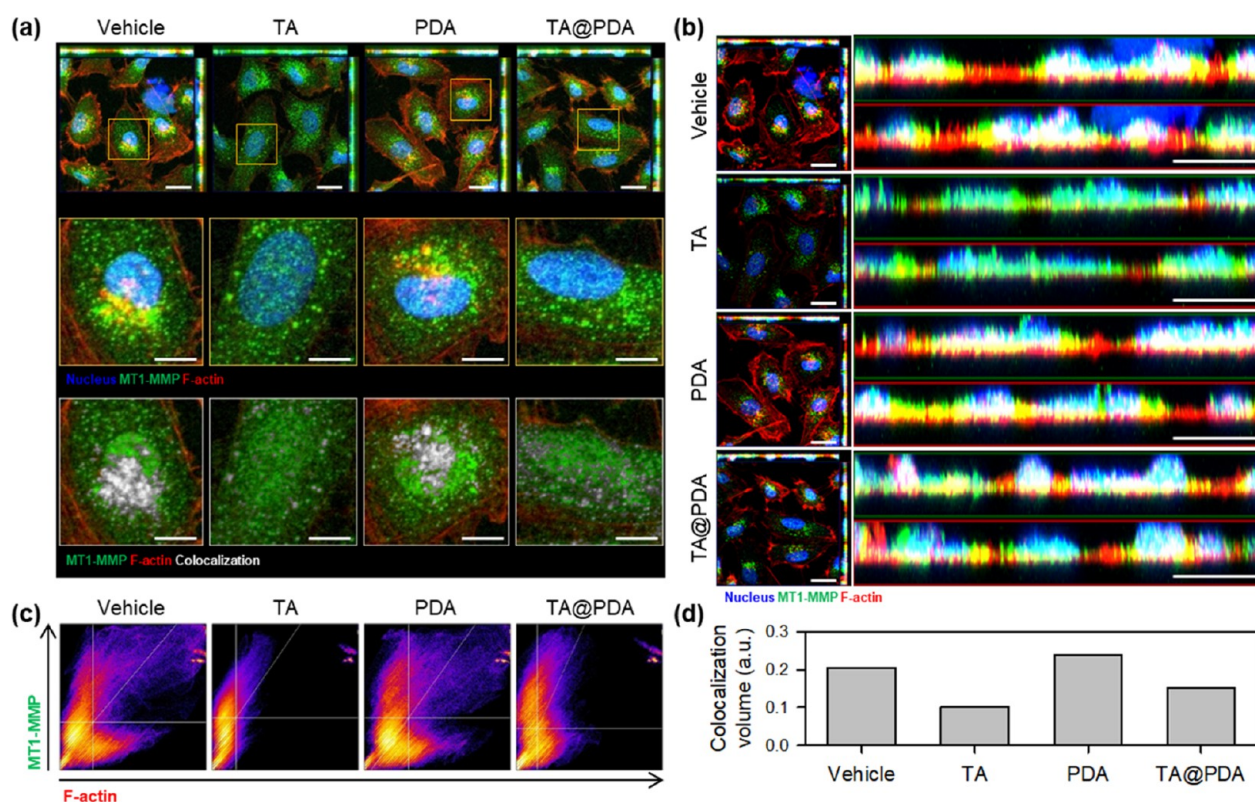 (a)
Vehicle TA PDA TA@PDA
Nucleus MT1-MMP F-actin
MT1-MMP F-actin Colocalization
(b)
Vehicle
TA
PDA
TA@PDA
Nucleus MT1-MMP F-actin
(c)
Vehicle TA PDA TA@PDA
MT1-MMP
F-actin
(d)
Colocalization
volume (a.u.)
0.3
0.2
0.1
0.0
Vehicle TA PDA TA@PDA